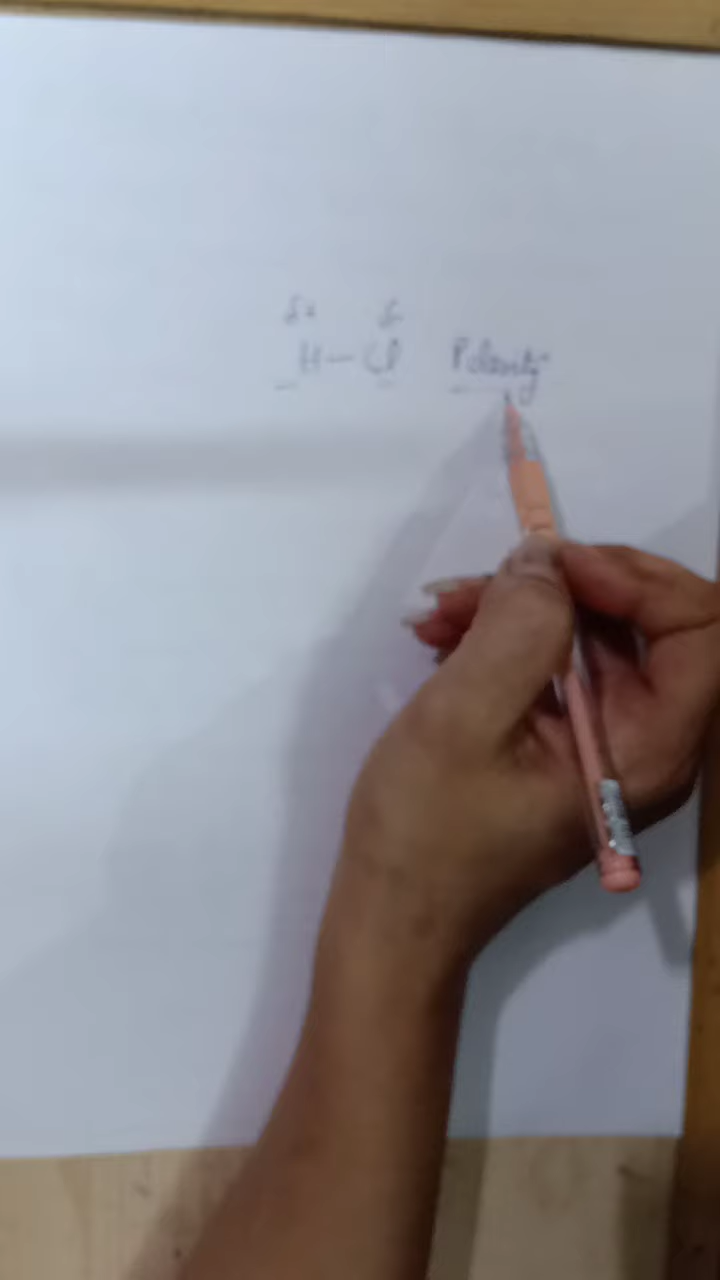 δ+ δ-
H — Cl Polarity